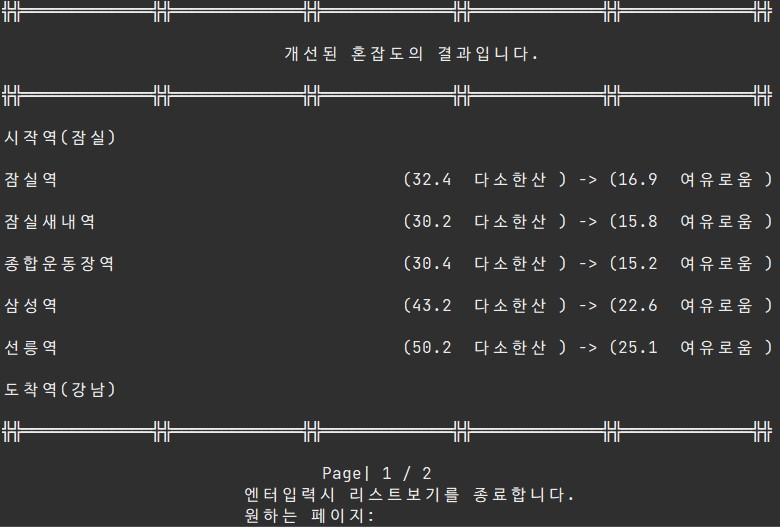 개선된 혼잡도의 결과입니다.
시작역(잠실)
잠실역 (32.4 다소한산 ) -> (16.9 여유로움 )
잠실새내역 (30.2 다소한산 ) -> (15.8 여유로움 )
종합운동장역 (30.4 다소한산 ) -> (15.2 여유로움 )
삼성역 (43.2 다소한산 ) -> (22.6 여유로움 )
선릉역 (50.2 다소한산 ) -> (25.1 여유로움 )
도착역(강남)
Page| 1 / 2
엔터입력시 리스트보기를 종료합니다.
원하는 페이지: